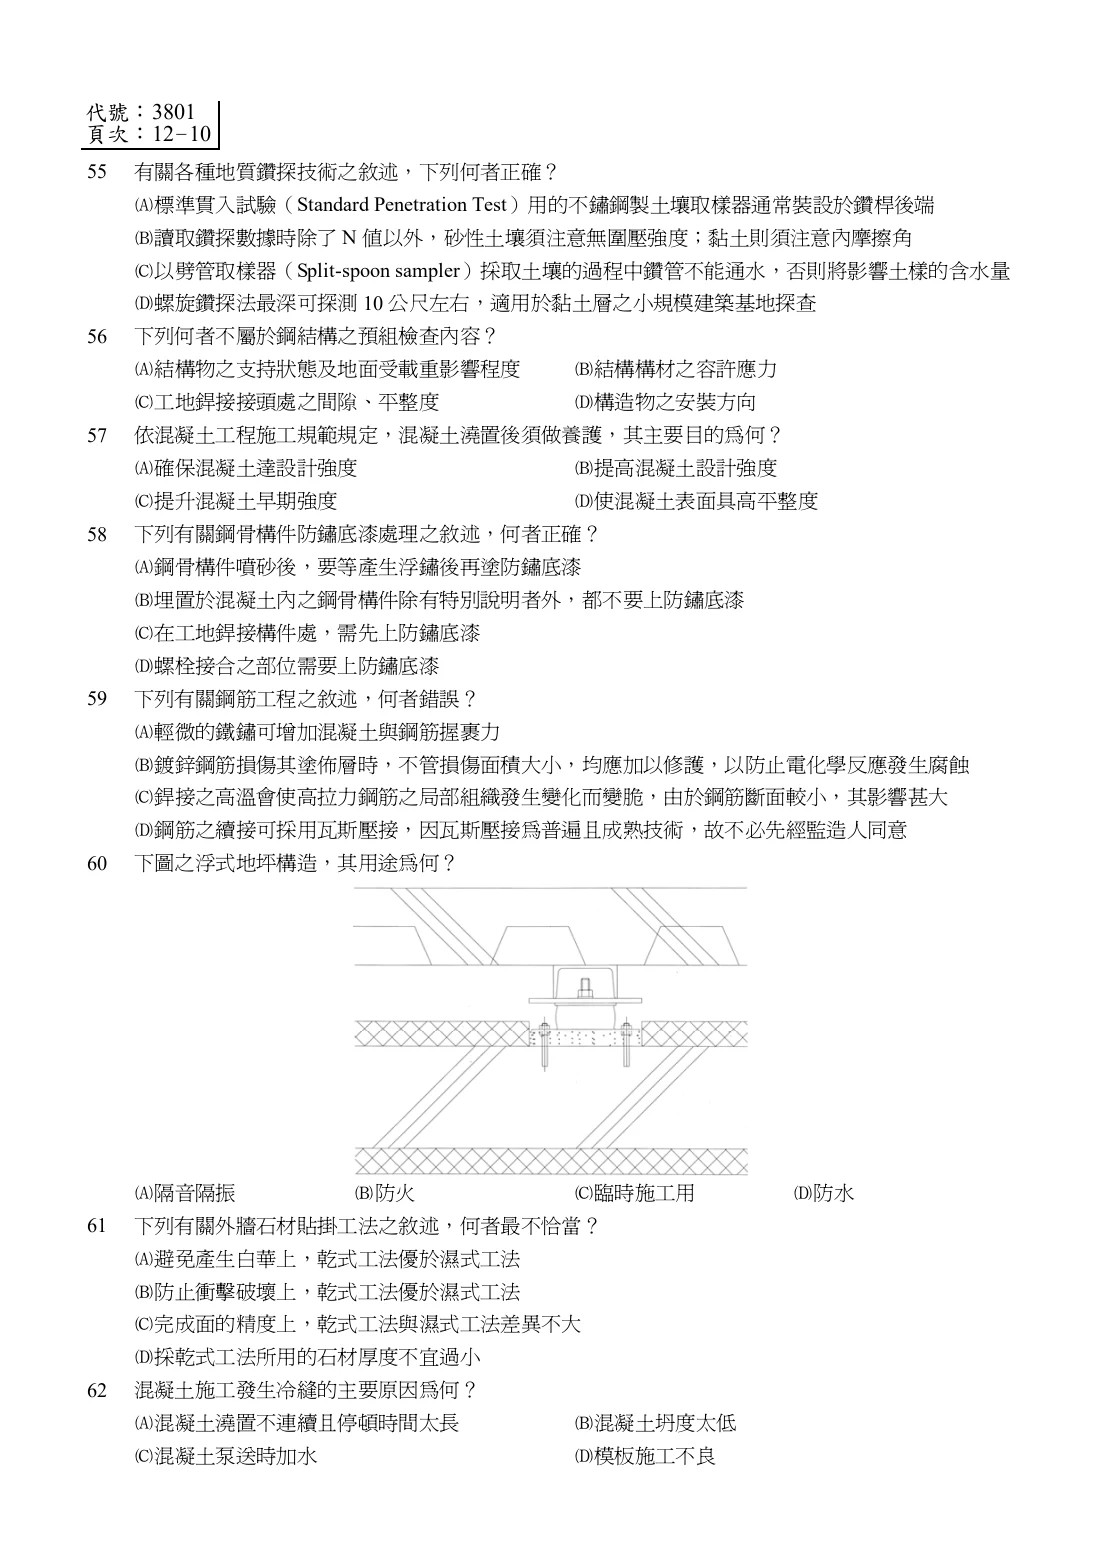 代號：3801
頁次：12－10
55 有關各種地質鑽探技術之敘述，下列何者正確？
(A)標準貫入試驗（Standard Penetration Test）用的不鏽鋼製土壤取樣器通常裝設於鑽桿後端
(B)讀取鑽探數據時除了 N 值以外，砂性土壤須注意無圍壓強度；黏土則須注意內摩擦角
(C)以劈管取樣器（Split-spoon sampler）採取土壤的過程中鑽管不能通水，否則將影響土樣的含水量
(D)螺旋鑽探法最深可探測 10 公尺左右，適用於黏土層之小規模建築基地探查
56 下列何者不屬於鋼結構之預組檢查內容？
(A)結構物之支持狀態及地面受載重影響程度 (B)結構構材之容許應力
(C)工地銲接接頭處之間隙、平整度 (D)構造物之安裝方向
57 依混凝土工程施工規範規定，混凝土澆置後須做養護，其主要目的為何？
(A)確保混凝土達設計強度 (B)提高混凝土設計強度
(C)提升混凝土早期強度 (D)使混凝土表面具高平整度
58 下列有關鋼骨構件防鏽底漆處理之敘述，何者正確？
(A)鋼骨構件噴砂後，要等產生浮鏽後再塗防鏽底漆
(B)埋置於混凝土內之鋼骨構件除有特別說明者外，都不要上防鏽底漆
(C)在工地銲接構件處，需先上防鏽底漆
(D)螺栓接合之部位需要上防鏽底漆
59 下列有關鋼筋工程之敘述，何者錯誤？
(A)輕微的鐵鏽可增加混凝土與鋼筋握裹力
(B)鍍鋅鋼筋損傷其塗佈層時，不管損傷面積大小，均應加以修護，以防止電化學反應發生腐蝕
(C)銲接之高溫會使高拉力鋼筋之局部組織發生變化而變脆，由於鋼筋斷面較小，其影響甚大
(D)鋼筋之續接可採用瓦斯壓接，因瓦斯壓接為普遍且成熟技術，故不必先經監造人同意
60 下圖之浮式地坪構造，其用途為何？
(A)隔音隔振 (B)防火 (C)臨時施工用 (D)防水
61 下列有關外牆石材貼掛工法之敘述，何者最不恰當？
(A)避免產生白華上，乾式工法優於濕式工法
(B)防止衝擊破壞上，乾式工法優於濕式工法
(C)完成面的精度上，乾式工法與濕式工法差異不大
(D)採乾式工法所用的石材厚度不宜過小
62 混凝土施工發生冷縫的主要原因為何？
(A)混凝土澆置不連續且停頓時間太長 (B)混凝土坍度太低
(C)混凝土泵送時加水 (D)模板施工不良